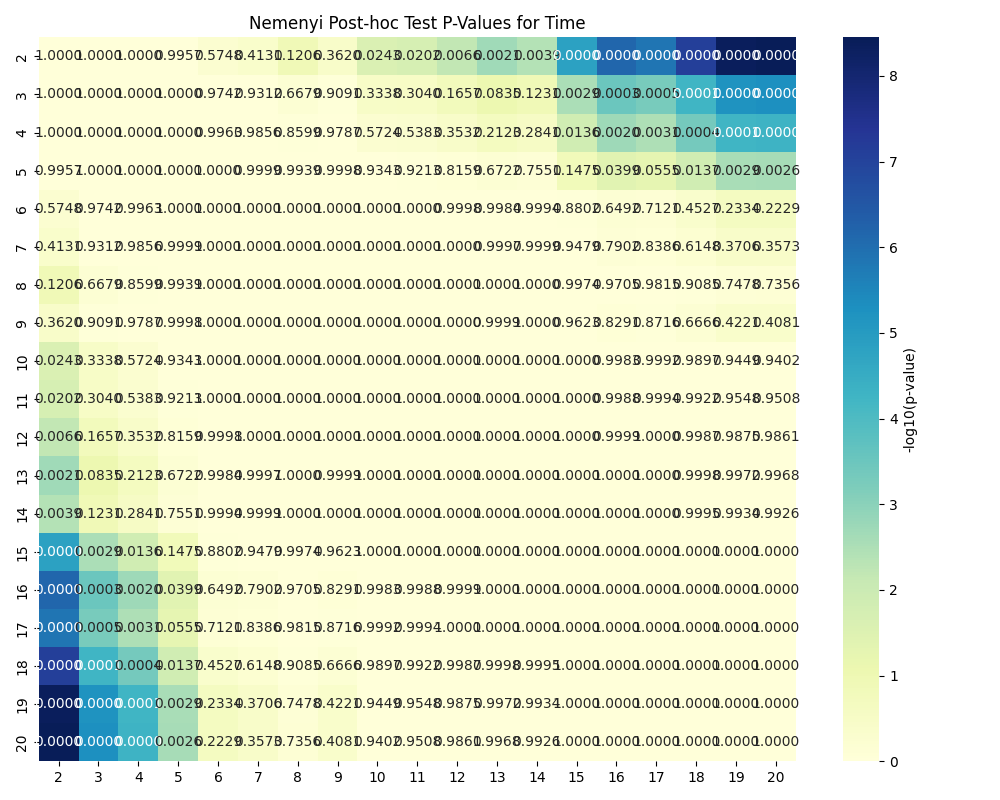 Nemenyi Post-hoc Test P-Values for Time
2 1.0000 1.0000 1.0000 0.9957 0.5748 0.4131 0.1206 0.3620 0.0243 0.0202 0.0066 0.0021 0.0039 0.0000 0.0000 0.0000 0.0000 0.0000 0.0000
3 1.0000 1.0000 1.0000 1.0000 0.9742 0.9312 0.6679 0.9091 0.3338 0.3040 0.1657 0.0835 0.1231 0.0029 0.0003 0.0005 0.0001 0.0000 0.0000
4 1.0000 1.0000 1.0000 1.0000 0.9963 0.9856 0.8599 0.9787 0.5724 0.5383 0.3532 0.2123 0.2841 0.0136 0.0020 0.0031 0.0004 0.0001 0.0000
5 0.9957 1.0000 1.0000 1.0000 1.0000 0.9999 0.9939 0.9998 0.9343 0.9213 0.8159 0.6722 0.7551 0.1475 0.0399 0.0555 0.0137 0.0029 0.0026
6 0.5748 0.9742 0.9963 1.0000 1.0000 1.0000 1.0000 1.0000 1.0000 1.0000 0.9998 0.9984 0.9994 0.8802 0.6492 0.7121 0.4527 0.2334 0.2229
7 0.4131 0.9312 0.9856 0.9999 1.0000 1.0000 1.0000 1.0000 1.0000 1.0000 1.0000 0.9997 0.9999 0.9479 0.7902 0.8386 0.6148 0.3706 0.3573
8 0.1206 0.6679 0.8599 0.9939 1.0000 1.0000 1.0000 1.0000 1.0000 1.0000 1.0000 1.0000 1.0000 0.9974 0.9705 0.9815 0.9085 0.7478 0.7356
9 0.3620 0.9091 0.9787 0.9998 1.0000 1.0000 1.0000 1.0000 1.0000 1.0000 1.0000 0.9999 1.0000 0.9623 0.8291 0.8716 0.6666 0.4221 0.4081
10 0.0243 0.3338 0.5724 0.9343 1.0000 1.0000 1.0000 1.0000 1.0000 1.0000 1.0000 1.0000 1.0000 1.0000 0.9983 0.9992 0.9897 0.9449 0.9402
11 0.0202 0.3040 0.5383 0.9213 1.0000 1.0000 1.0000 1.0000 1.0000 1.0000 1.0000 1.0000 1.0000 1.0000 0.9988 0.9994 0.9922 0.9548 0.9508
12 0.0066 0.1657 0.3532 0.8159 0.9998 1.0000 1.0000 1.0000 1.0000 1.0000 1.0000 1.0000 1.0000 1.0000 0.9999 1.0000 0.9987 0.9875 0.9861
13 0.0021 0.0835 0.2123 0.6722 0.9984 0.9997 1.0000 0.9999 1.0000 1.0000 1.0000 1.0000 1.0000 1.0000 1.0000 1.0000 0.9998 0.9972 0.9968
14 0.0039 0.1231 0.2841 0.7551 0.9994 0.9999 1.0000 1.0000 1.0000 1.0000 1.0000 1.0000 1.0000 1.0000 1.0000 1.0000 0.9995 0.9934 0.9926
15 0.0000 0.0029 0.0136 0.1475 0.8802 0.9479 0.9974 0.9623 1.0000 1.0000 1.0000 1.0000 1.0000 1.0000 1.0000 1.0000 1.0000 1.0000 1.0000
16 0.0000 0.0003 0.0020 0.0399 0.6492 0.7902 0.9705 0.8291 0.9983 0.9988 0.9999 1.0000 1.0000 1.0000 1.0000 1.0000 1.0000 1.0000 1.0000
17 0.0000 0.0005 0.0031 0.0555 0.7121 0.8386 0.9815 0.8716 0.9992 0.9994 1.0000 1.0000 1.0000 1.0000 1.0000 1.0000 1.0000 1.0000 1.0000
18 0.0000 0.0001 0.0004 0.0137 0.4527 0.6148 0.9085 0.6666 0.9897 0.9922 0.9987 0.9998 0.9995 1.0000 1.0000 1.0000 1.0000 1.0000 1.0000
19 0.0000 0.0000 0.0001 0.0029 0.2334 0.3706 0.7478 0.4221 0.9449 0.9548 0.9875 0.9972 0.9934 1.0000 1.0000 1.0000 1.0000 1.0000 1.0000
20 0.0000 0.0000 0.0000 0.0026 0.2229 0.3573 0.7356 0.4081 0.9402 0.9508 0.9861 0.9968 0.9926 1.0000 1.0000 1.0000 1.0000 1.0000 1.0000
2 3 4 5 6 7 8 9 10 11 12 13 14 15 16 17 18 19 20
8
7
6
5
4
3
2
1
0
-log10(p-value)